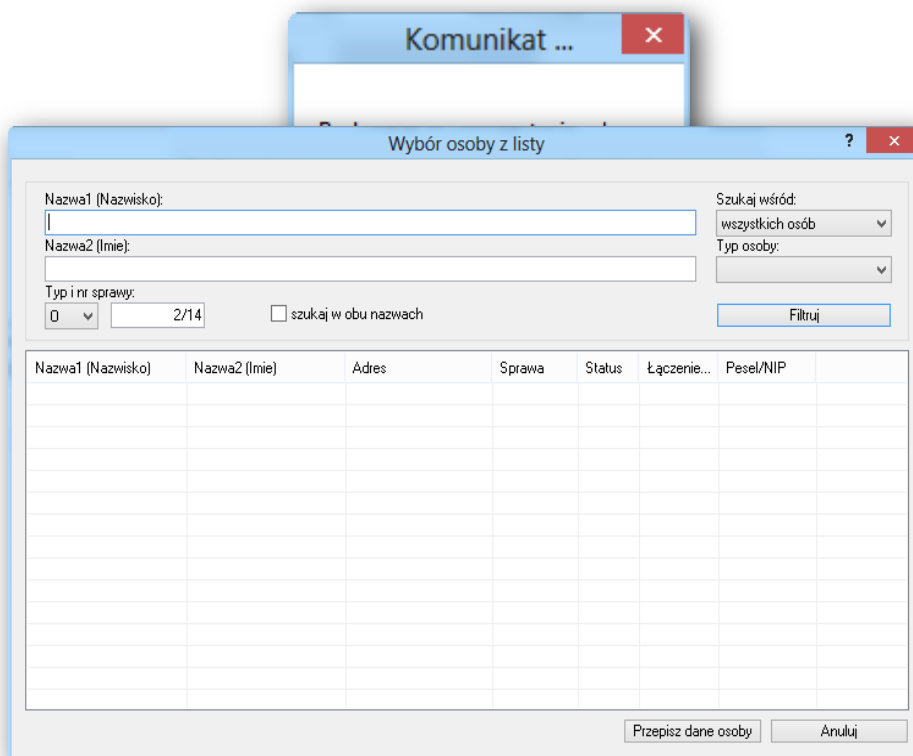 Komunikat ...
Wybór osoby z listy
?
Nazwa1 (Nazwisko):
Szukaj wśród:
wszystkich osób
Nazwa2 (Imie):
Typ osoby:
Typ i nr sprawy:
O 2/14 szukaj w obu nazwach Filtruj
Nazwa1 (Nazwisko) Nazwa2 (Imie) Adres Sprawa Status Łączenie... Pesel/NIP
Przepisz dane osoby Anuluj